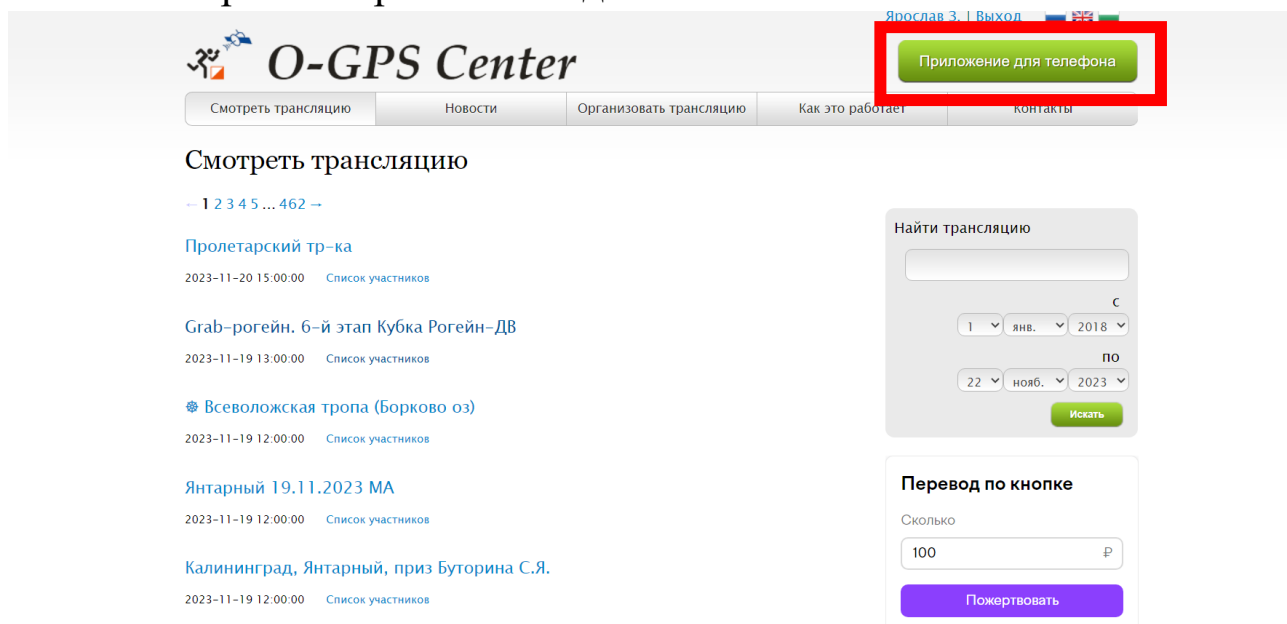 Ярослав З. | Выход
O-GPS Center
Приложение для телефона
Смотреть трансляцию Новости Организовать трансляцию Как это работает Контакты
Смотреть трансляцию
← 1 2 3 4 5 ... 462 →
Найти трансляцию
Пролетарский тр-ка
2023-11-20 15:00:00 Список участников
с
1 янв. 2018
Grab-рогейн. 6-й этап Кубка Рогейн-ДВ
2023-11-19 13:00:00 Список участников
по
22 нояб. 2023
Искать
☸ Всеволожская тропа (Борково оз)
2023-11-19 12:00:00 Список участников
Янтарный 19.11.2023 МА
2023-11-19 12:00:00 Список участников
Калининград, Янтарный, приз Буторина С.Я.
2023-11-19 12:00:00 Список участников
Перевод по кнопке
Сколько
100 ₽
Пожертвовать